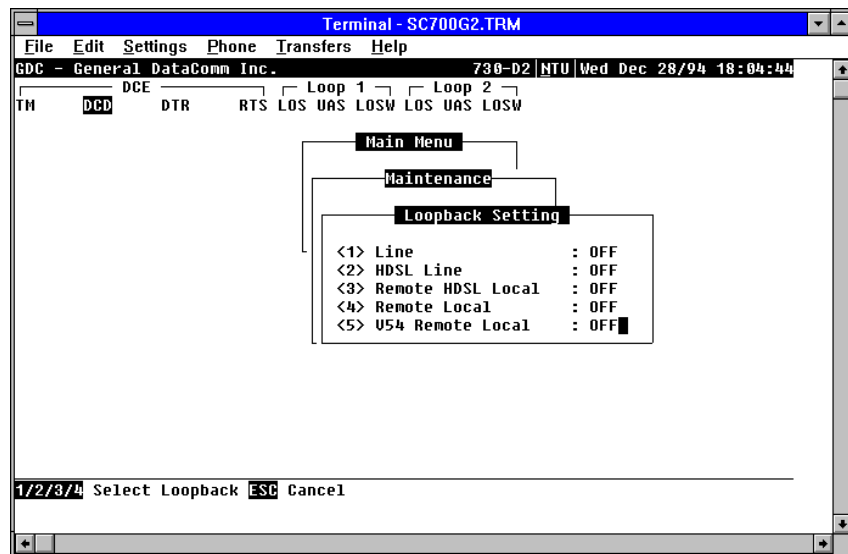 Terminal - SC700G2.TRM
File Edit Settings Phone Transfers Help
GDC - General DataComm Inc. 730-D2 NTU Wed Dec 28/94 18:04:44
DCE Loop 1 Loop 2
TM DCD DTR RTS LOS UAS LOSW LOS UAS LOSW
Main Menu
Maintenance
Loopback Setting
<1> Line : OFF
<2> HDSL Line : OFF
<3> Remote HDSL Local : OFF
<4> Remote Local : OFF
<5> V54 Remote Local : OFF
1/2/3/4 Select Loopback ESC Cancel